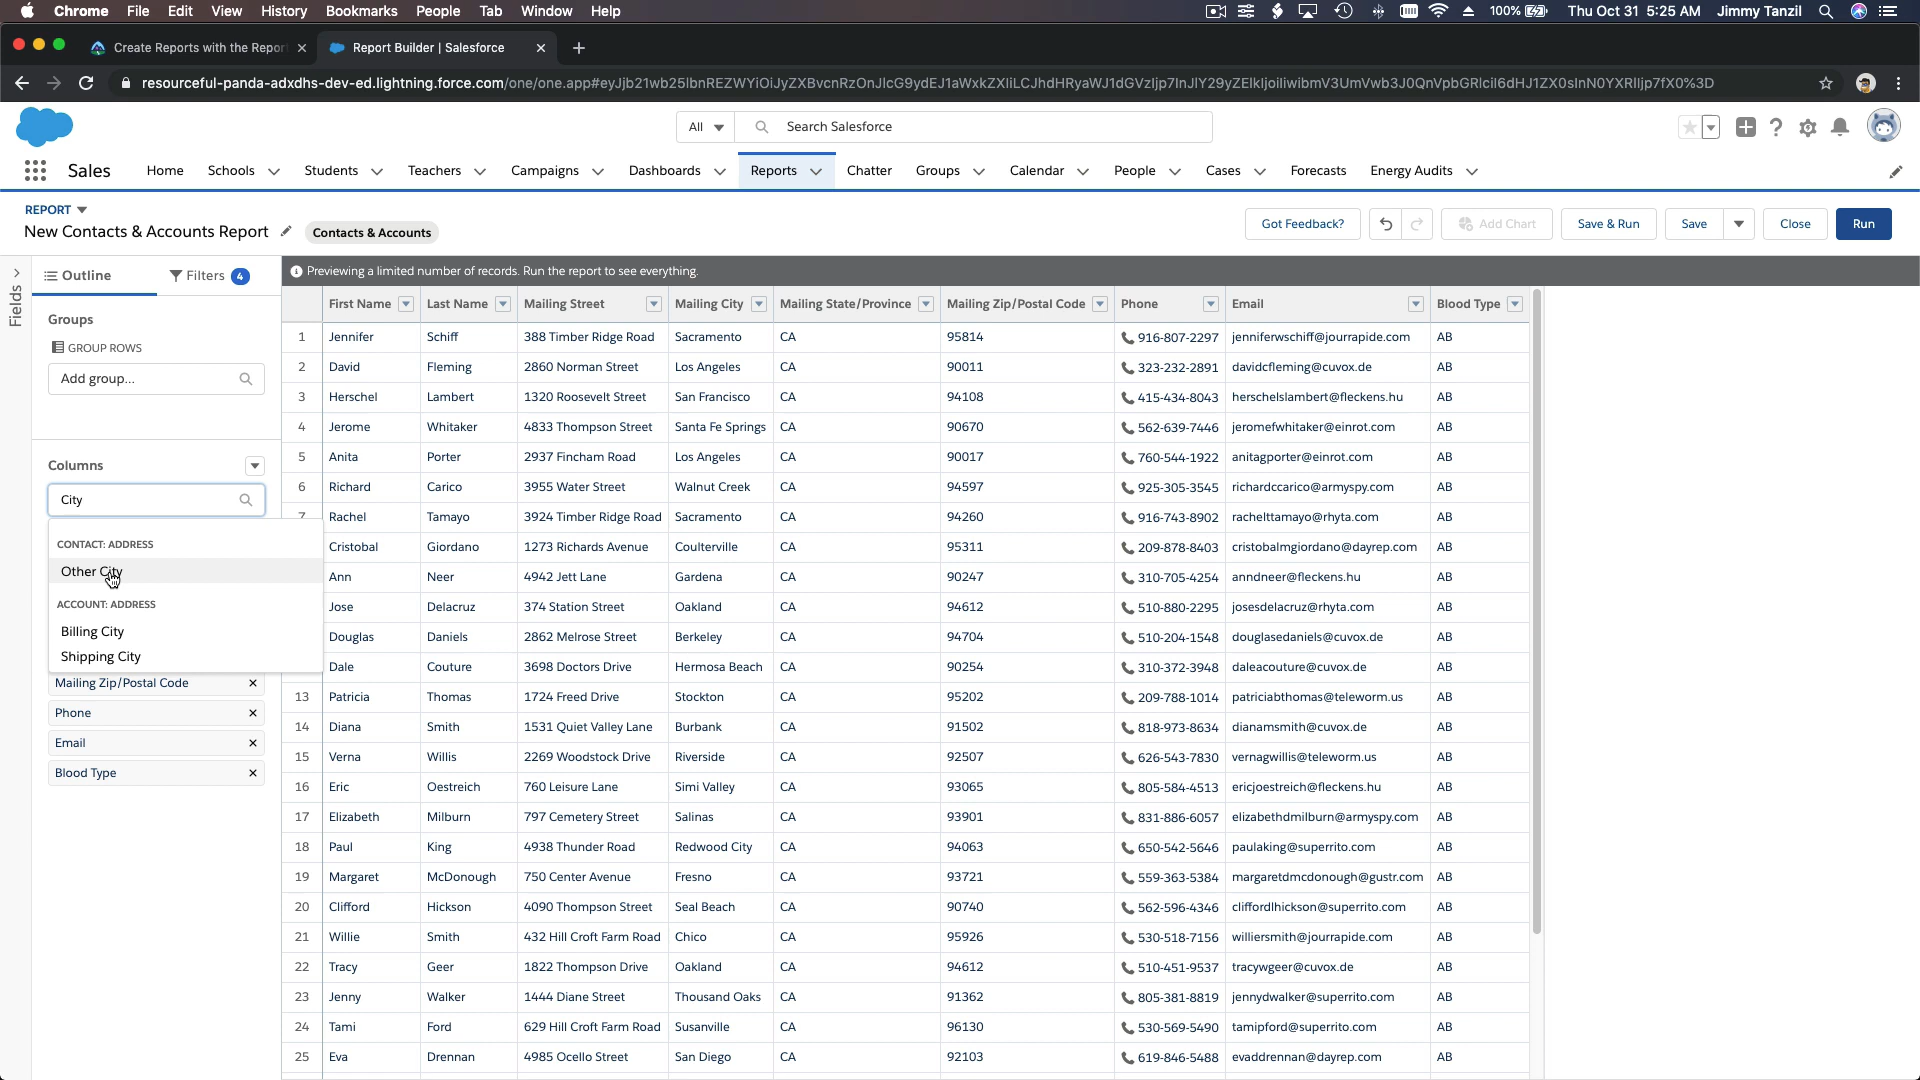 Chrome File Edit View History Bookmarks People Tab Window Help 100% Thu Oct 31 5:25 AM Jimmy Tanzil
Create Reports with the Repor Report Builder | Salesforce
All Search Salesforce
Sales Home Schools Students Teachers Campaigns Dashboards Reports Chatter Groups Calendar People Cases Forecasts Energy Audits
REPORT
New Contacts & Accounts Report Contacts & Accounts Got Feedback? Add Chart Save & Run Save Close Run
Fields
Outline Filters 4
Groups
GROUP ROWS
Add group...
Columns
City
CONTACT: ADDRESS
Other City
ACCOUNT: ADDRESS
Billing City
Shipping City
Mailing Zip/Postal Code
Phone
Email
Blood Type
Previewing a limited number of records. Run the report to see everything.
First Name Last Name Mailing Street Mailing City Mailing State/Province Mailing Zip/Postal Code Phone Email Blood Type
1 Jennifer Schiff 388 Timber Ridge Road Sacramento CA 95814 916-807-2297 jenniferwschiff@jourrapide.com AB
2 David Fleming 2860 Norman Street Los Angeles CA 90011 323-232-2891 davidcfleming@cuvox.de AB
3 Herschel Lambert 1320 Roosevelt Street San Francisco CA 94108 415-434-8043 herschelslambert@fleckens.hu AB
4 Jerome Whitaker 4833 Thompson Street Santa Fe Springs CA 90670 562-639-7446 jeromefwhitaker@einrot.com AB
5 Anita Porter 2937 Fincham Road Los Angeles CA 90017 760-544-1922 anitagporter@einrot.com AB
6 Richard Carico 3955 Water Street Walnut Creek CA 94597 925-305-3545 richardccarico@armyspy.com AB
7 Rachel Tamayo 3924 Timber Ridge Road Sacramento CA 94260 916-743-8902 rachelttamayo@rhyta.com AB
Cristobal Giordano 1273 Richards Avenue Coulterville CA 95311 209-878-8403 cristobalmgiordano@dayrep.com AB
Ann Neer 4942 Jett Lane Gardena CA 90247 310-705-4254 anndneer@fleckens.hu AB
Jose Delacruz 374 Station Street Oakland CA 94612 510-880-2295 josesdelacruz@rhyta.com AB
Douglas Daniels 2862 Melrose Street Berkeley CA 94704 510-204-1548 douglasedaniels@cuvox.de AB
Dale Couture 3698 Doctors Drive Hermosa Beach CA 90254 310-372-3948 daleacouture@cuvox.de AB
13 Patricia Thomas 1724 Freed Drive Stockton CA 95202 209-788-1014 patriciabthomas@teleworm.us AB
14 Diana Smith 1531 Quiet Valley Lane Burbank CA 91502 818-973-8634 dianamsmith@cuvox.de AB
15 Verna Willis 2269 Woodstock Drive Riverside CA 92507 626-543-7830 vernagwillis@teleworm.us AB
16 Eric Oestreich 760 Leisure Lane Simi Valley CA 93065 805-584-4513 ericjoestreich@fleckens.hu AB
17 Elizabeth Milburn 797 Cemetery Street Salinas CA 93901 831-886-6057 elizabethdmilburn@armyspy.com AB
18 Paul King 4938 Thunder Road Redwood City CA 94063 650-542-5646 paulaking@superrito.com AB
19 Margaret McDonough 750 Center Avenue Fresno CA 93721 559-363-5384 margaretdmcdonough@gustr.com AB
20 Clifford Hickson 4090 Thompson Street Seal Beach CA 90740 562-596-4346 cliffordlhickson@superrito.com AB
21 Willie Smith 432 Hill Croft Farm Road Chico CA 95926 530-518-7156 williersmith@jourrapide.com AB
22 Tracy Geer 1822 Thompson Drive Oakland CA 94612 510-451-9537 tracywgeer@cuvox.de AB
23 Jenny Walker 1444 Diane Street Thousand Oaks CA 91362 805-381-8819 jennydwalker@superrito.com AB
24 Tami Ford 629 Hill Croft Farm Road Susanville CA 96130 530-569-5490 tamipford@superrito.com AB
25 Eva Drennan 4985 Ocello Street San Diego CA 92103 619-846-5488 evaddrennan@dayrep.com AB